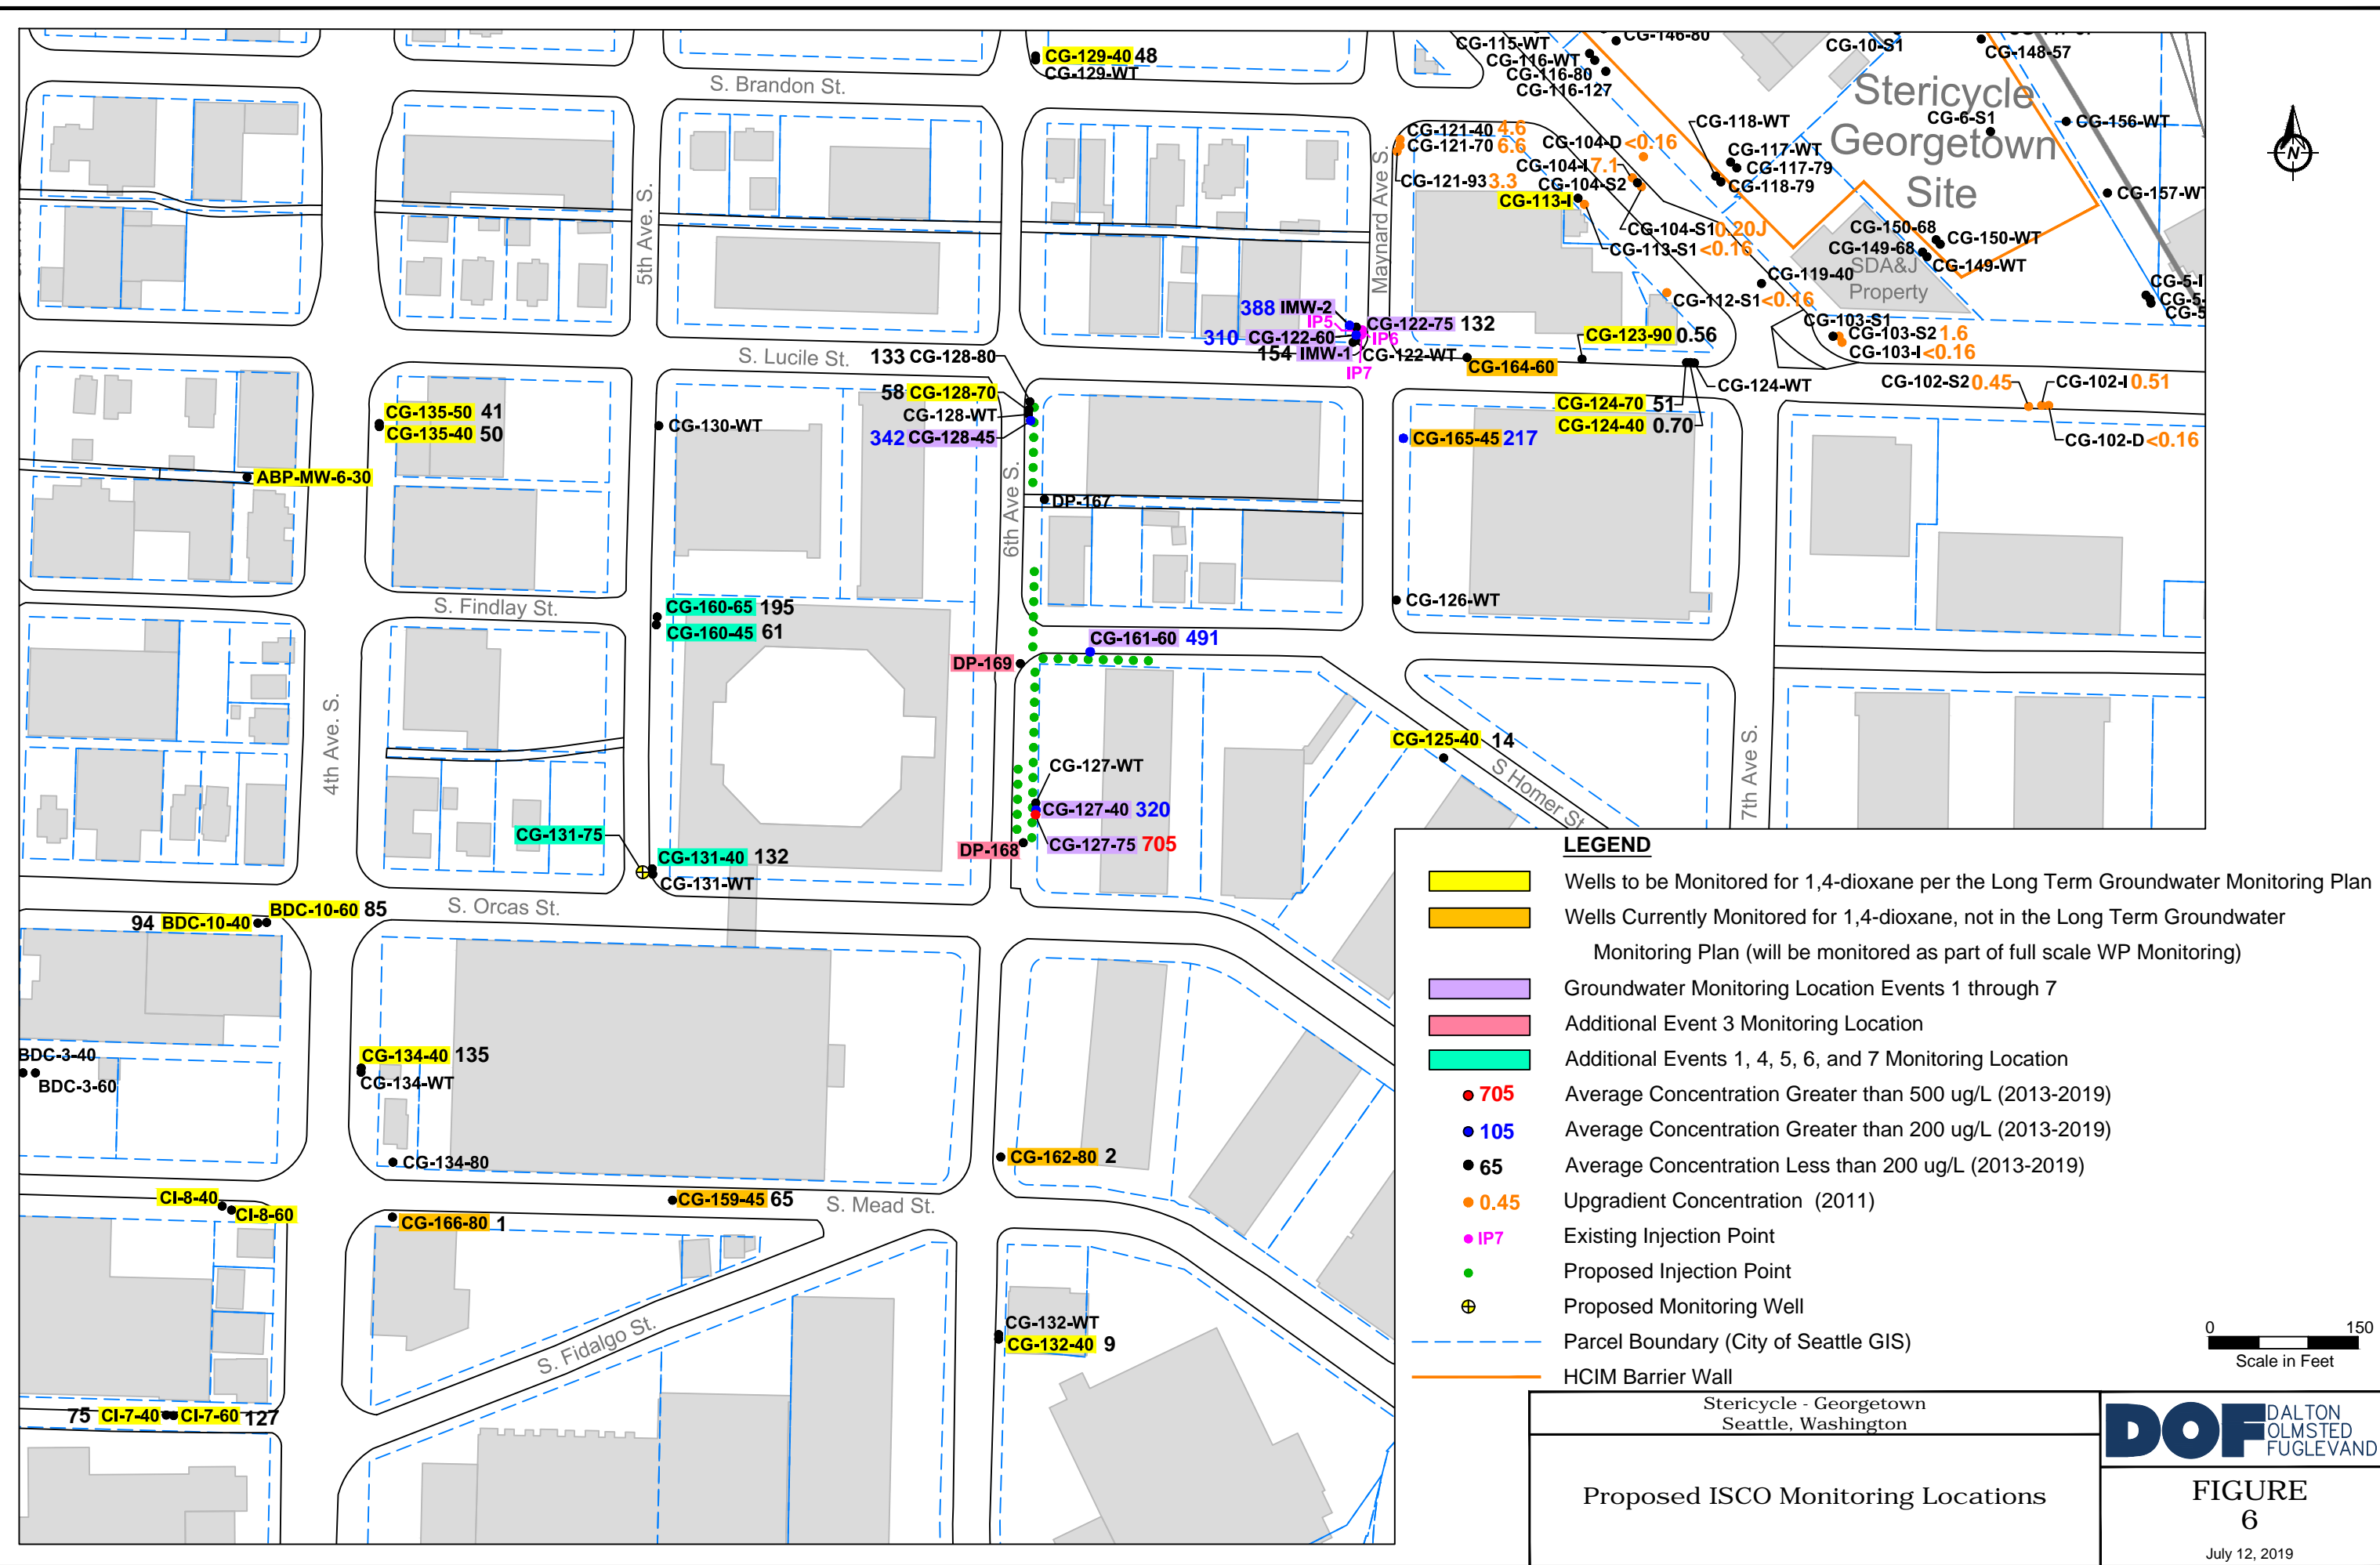 CG-129-40 48
CG-129-WT
S. Brandon St.
CG-115-WT
CG-116-WT
CG-116-80
CG-116-127
CG-146-80
CG-10-S1
CG-148-57
Stericycle
Georgetown
Site
CG-6-S1
CG-156-WT
CG-157-W
CG-118-WT
CG-117-WT
CG-117-79
CG-118-79
CG-121-40 4.6
CG-121-70 6.6
CG-121-93 3.3
CG-104-D <0.16
CG-104-I 7.1
CG-104-S2
CG-113-I
CG-104-S1 0.20J
CG-113-S1 <0.16
CG-150-68
CG-150-WT
CG-149-68
CG-149-WT
SDA&J
Property
CG-119-40
CG-112-S1 <0.16
CG-5-I
CG-5-
CG-5
CG-103-S1
CG-103-S2 1.6
CG-103-I <0.16
5th Ave. S.
Maynard Ave S.
388 IMW-2
IP5
CG-122-75 132
310 CG-122-60
IP6
154 IMW-1
CG-122-WT
IP7
CG-123-90 0.56
CG-164-60
CG-124-WT
CG-124-70 51
CG-124-40 0.70
CG-102-S2 0.45
CG-102-I 0.51
CG-102-D <0.16
S. Lucile St.
133 CG-128-80
58 CG-128-70
CG-128-WT
342 CG-128-45
CG-135-50 41
CG-135-40 50
CG-130-WT
CG-165-45 217
ABP-MW-6-30
6th Ave S.
DP-167
S. Findlay St.
CG-160-65 195
CG-160-45 61
CG-126-WT
CG-161-60 491
DP-169
4th Ave. S.
CG-125-40 14
S Homer St.
7th Ave S.
CG-127-WT
CG-127-40 320
CG-127-75 705
DP-168
CG-131-75
CG-131-40 132
CG-131-WT
S. Orcas St.
94 BDC-10-40
BDC-10-60 85
BDC-3-40
BDC-3-60
CG-134-40 135
CG-134-WT
CG-134-80
CG-162-80 2
CI-8-40
CI-8-60
CG-159-45 65
S. Mead St.
CG-166-80 1
S. Fidalgo St.
CG-132-WT
CG-132-40 9
75 CI-7-40
CI-7-60 127
N
LEGEND
Wells to be Monitored for 1,4-dioxane per the Long Term Groundwater Monitoring Plan
Wells Currently Monitored for 1,4-dioxane, not in the Long Term Groundwater
Monitoring Plan (will be monitored as part of full scale WP Monitoring)
Groundwater Monitoring Location Events 1 through 7
Additional Event 3 Monitoring Location
Additional Events 1, 4, 5, 6, and 7 Monitoring Location
705 Average Concentration Greater than 500 ug/L (2013-2019)
105 Average Concentration Greater than 200 ug/L (2013-2019)
65 Average Concentration Less than 200 ug/L (2013-2019)
0.45 Upgradient Concentration (2011)
IP7 Existing Injection Point
Proposed Injection Point
Proposed Monitoring Well
Parcel Boundary (City of Seattle GIS)
HCIM Barrier Wall
0 150
Scale in Feet
Stericycle - Georgetown
Seattle, Washington
Proposed ISCO Monitoring Locations
DOF DALTON
OLMSTED
FUGLEVAND
FIGURE
6
July 12, 2019